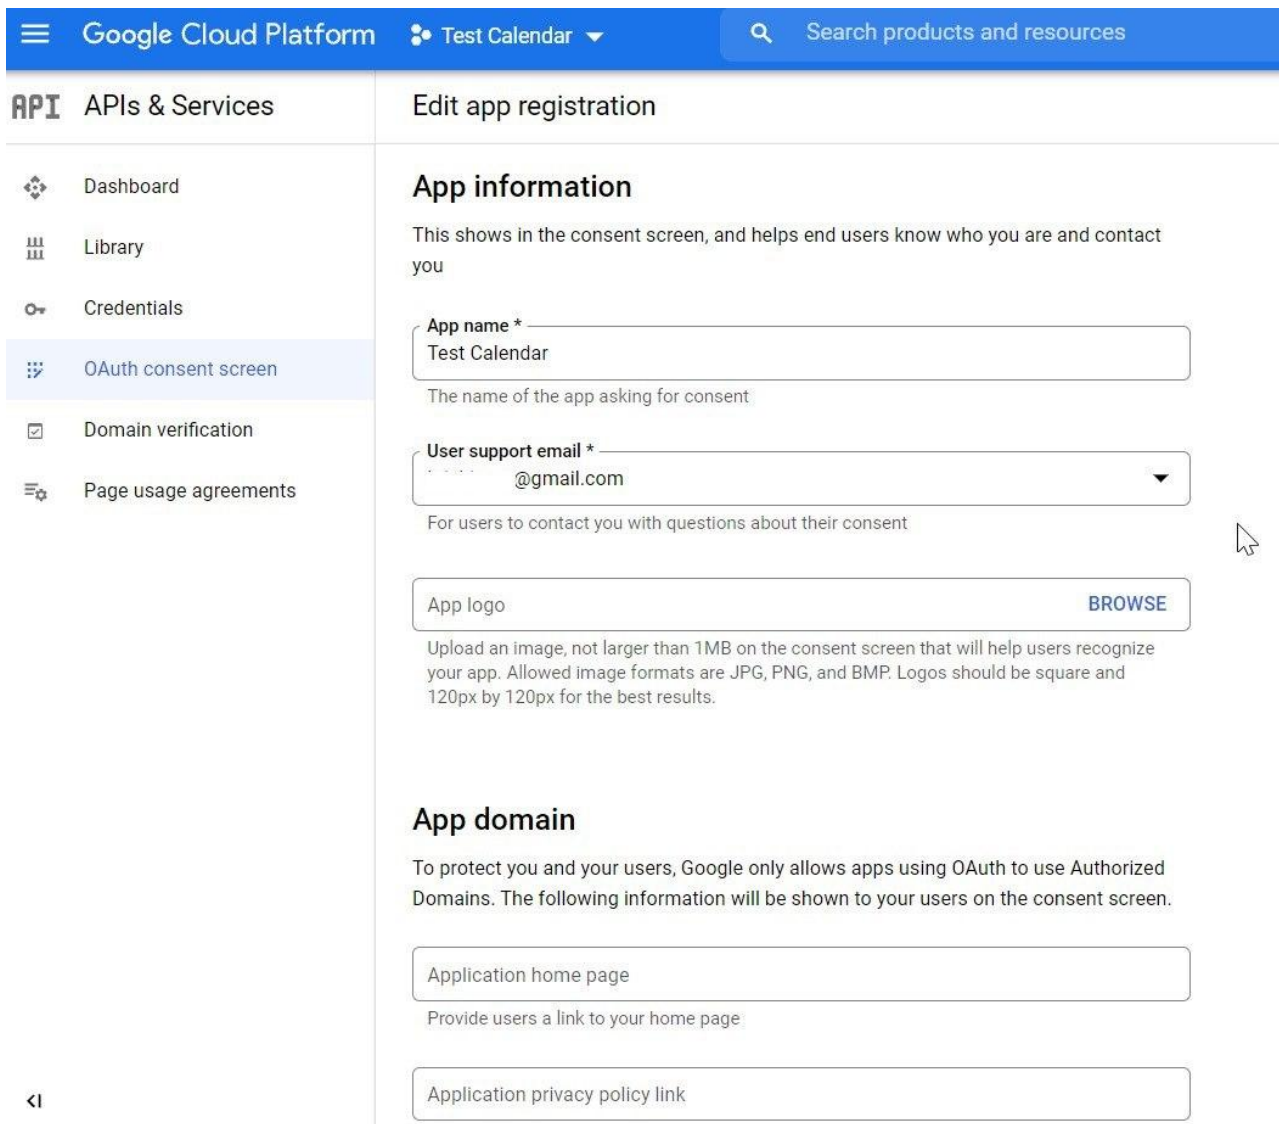 Google Cloud Platform
Test Calendar
Search products and resources
API APIs & Services
Edit app registration
Dashboard
Library
Credentials
OAuth consent screen
Domain verification
Page usage agreements
App information
This shows in the consent screen, and helps end users know who you are and contact
you
App name *
Test Calendar
The name of the app asking for consent
User support email *
@gmail.com
For users to contact you with questions about their consent
App logo
BROWSE
Upload an image, not larger than 1MB on the consent screen that will help users recognize
your app. Allowed image formats are JPG, PNG, and BMP. Logos should be square and
120px by 120px for the best results.
App domain
To protect you and your users, Google only allows apps using OAuth to use Authorized
Domains. The following information will be shown to your users on the consent screen.
Application home page
Provide users a link to your home page
Application privacy policy link